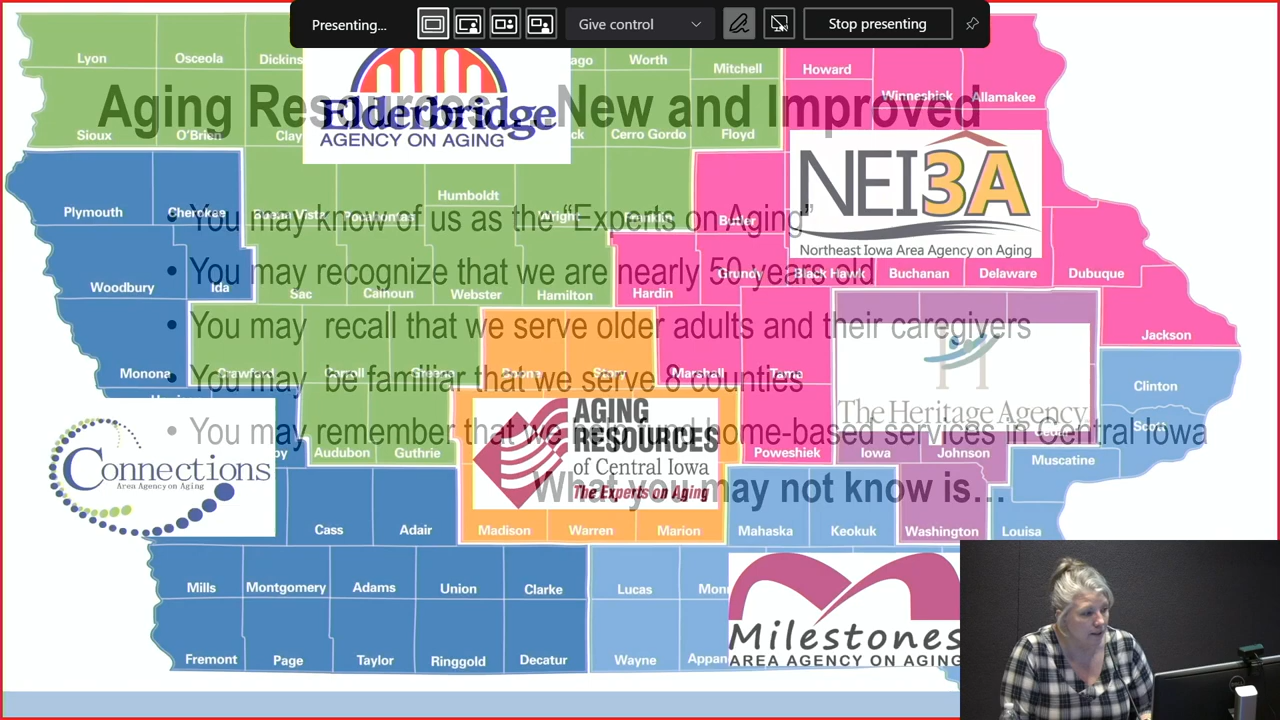 Presenting...
Give control
Stop presenting
Lyon
Osceola
Worth
Mitchell
Howard
Winneshiek
Allamakee
Aging Resources...New and Improved
Elderbridge
AGENCY ON AGING
Sioux
O'Brien
Clay
Cerro Gordo
Floyd
NEI3A
Northeast Iowa Area Agency on Aging
Humboldt
Plymouth
Cherokee
Buena Vista
Pocahontas
Wright
Franklin
Butler
• You may know of us as the “Experts on Aging”
• You may recognize that we are nearly 50 years old
Woodbury
Ida
Sac
Calhoun
Webster
Hamilton
Hardin
Grundy
Black Hawk
Buchanan
Delaware
Dubuque
• You may recall that we serve older adults and their caregivers
Jackson
Monona
Crawford
Carroll
Greene
Boone
Story
Marshall
Tama
Clinton
• You may be familiar that we serve 8 counties
The Heritage Agency
Cedar
Scott
• You may remember that we home-based services in Central Iowa
Connections
Area Agency on Aging
Audubon
Guthrie
AGING
RESOURCES
of Central Iowa
The Experts on Aging
Poweshiek
Iowa
Johnson
Muscatine
What you may not know is…
Cass
Adair
Madison
Warren
Marion
Mahaska
Keokuk
Washington
Louisa
Mills
Montgomery
Adams
Union
Clarke
Lucas
Milestones
AREA AGENCY ON AGING
Fremont
Page
Taylor
Ringgold
Decatur
Wayne